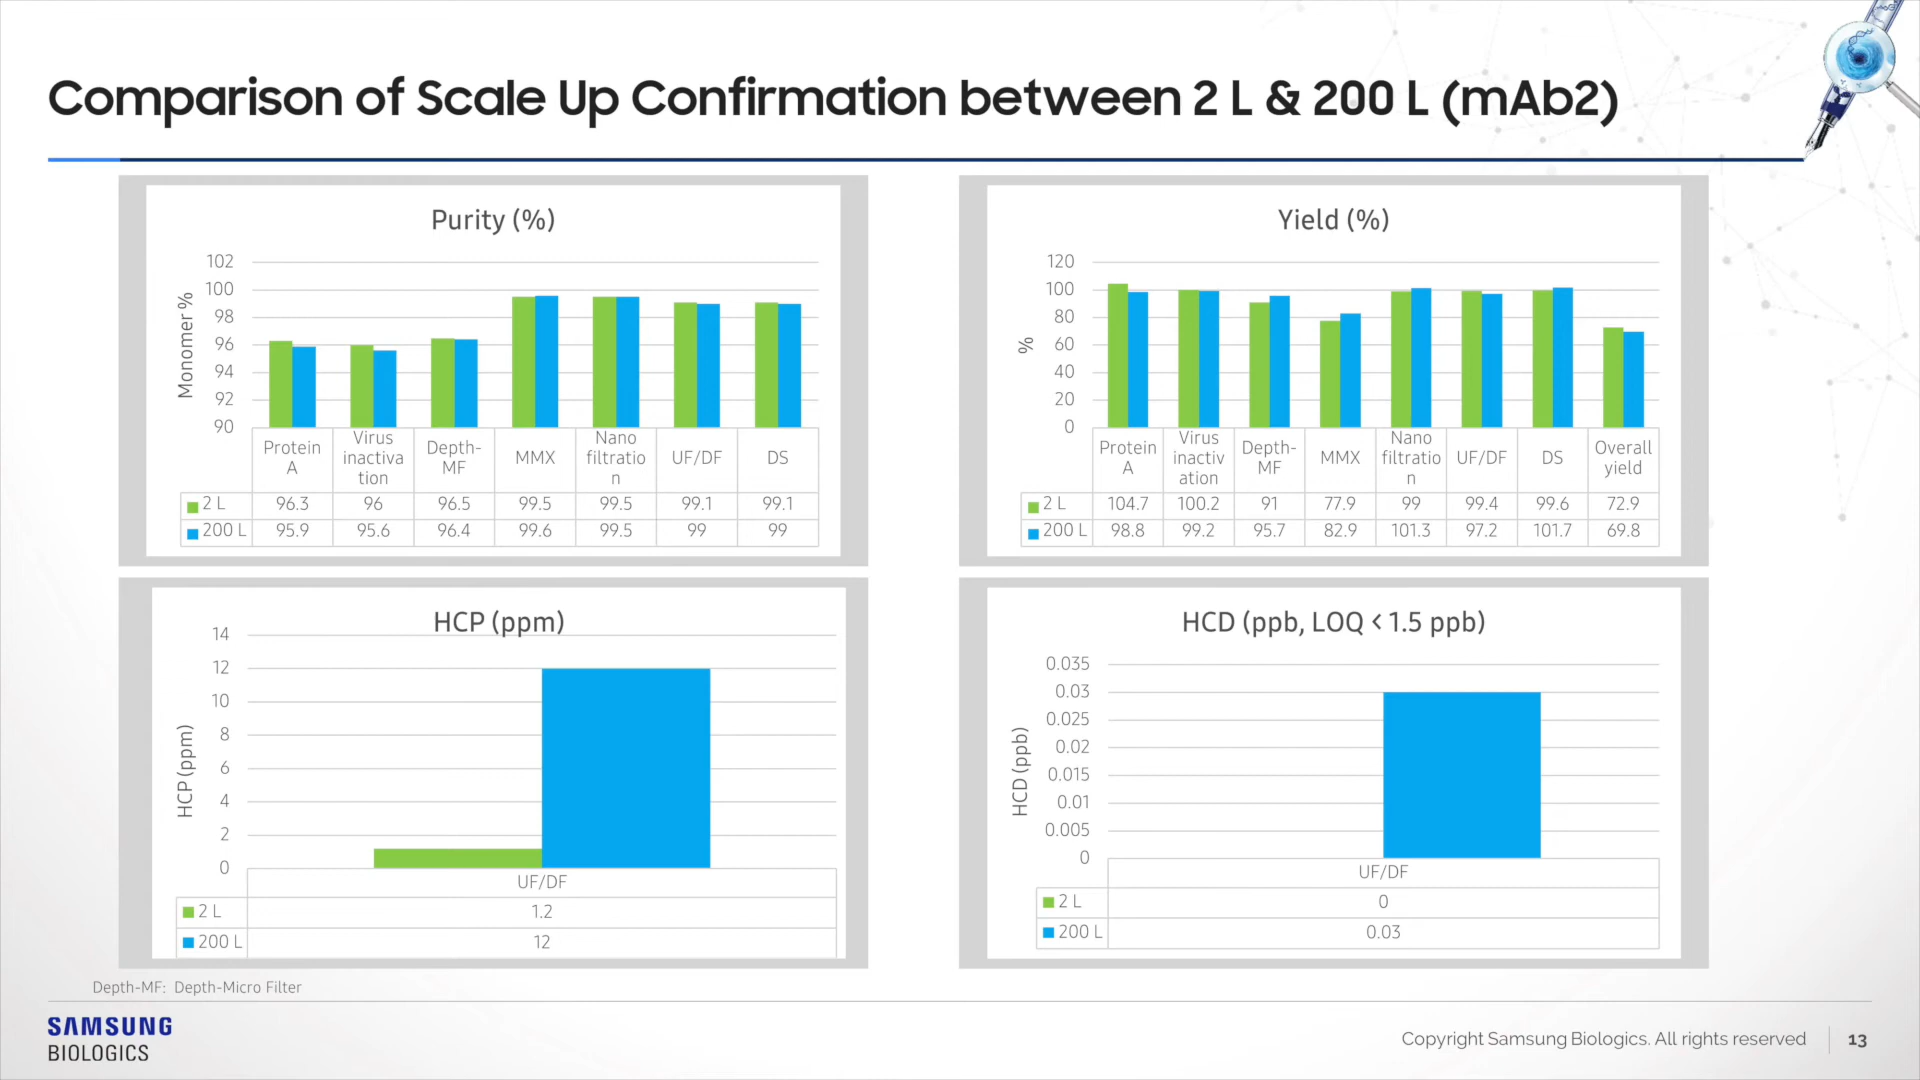 Comparison of Scale Up Confirmation between 2 L & 200 L (mAb2)
Purity (%)
Monomer %
102
100
98
96
94
92
90
Protein A
Virus inactiva tion
Depth-MF
MMX
Nano filtratio n
UF/DF
DS
2 L 96.3 96 96.5 99.5 99.5 99.1 99.1
200 L 95.9 95.6 96.4 99.6 99.5 99 99
Yield (%)
%
120
100
80
60
40
20
0
Protein A
Virus inactiv ation
Depth-MF
MMX
Nano filtratio n
UF/DF
DS
Overall yield
2 L 104.7 100.2 91 77.9 99 99.4 99.6 72.9
200 L 98.8 99.2 95.7 82.9 101.3 97.2 101.7 69.8
HCP (ppm)
HCP (ppm)
14
12
10
8
6
4
2
0
UF/DF
2 L 1.2
200 L 12
HCD (ppb, LOQ < 1.5 ppb)
HCD (ppb)
0.035
0.03
0.025
0.02
0.015
0.01
0.005
0
UF/DF
2 L 0
200 L 0.03
Depth-MF: Depth-Micro Filter
SAMSUNG
BIOLOGICS
Copyright Samsung Biologics. All rights reserved 13